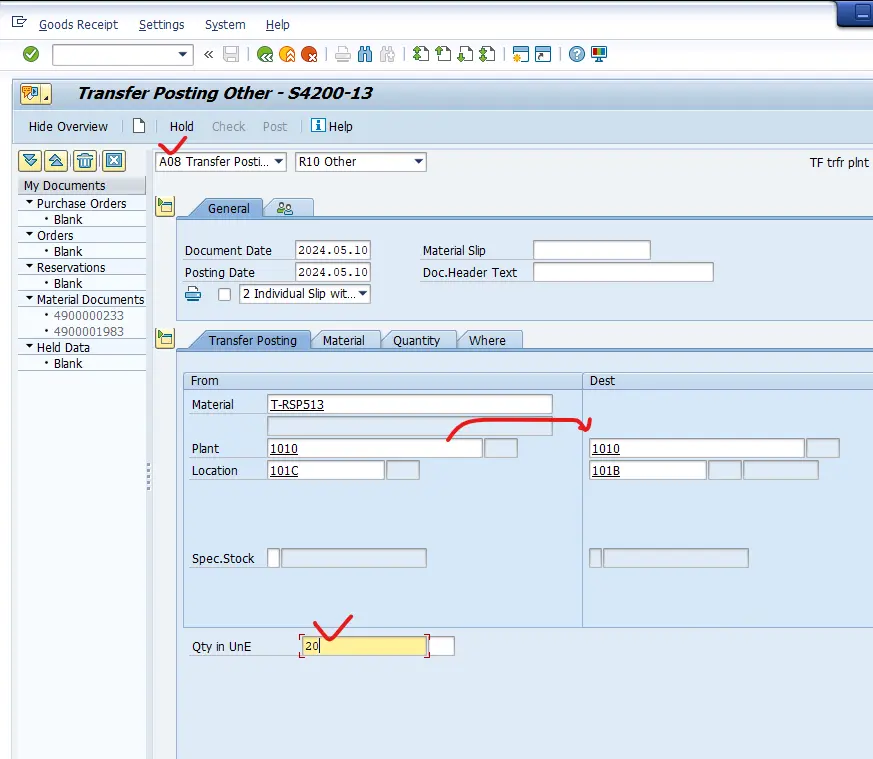 Goods Receipt Settings System Help
Transfer Posting Other - S4200-13
Hide Overview Hold Check Post Help
A08 Transfer Posti... R10 Other TF trfr plnt
My Documents
Purchase Orders
Blank
Orders
Blank
Reservations
Blank
Material Documents
4900000233
4900001983
Held Data
Blank
General
Document Date 2024.05.10 Material Slip
Posting Date 2024.05.10 Doc.Header Text
2 Individual Slip wit...
Transfer Posting Material Quantity Where
From Dest
Material T-RSP513
Plant 1010 1010
Location 101C 101B
Spec.Stock
Qty in UnE 20